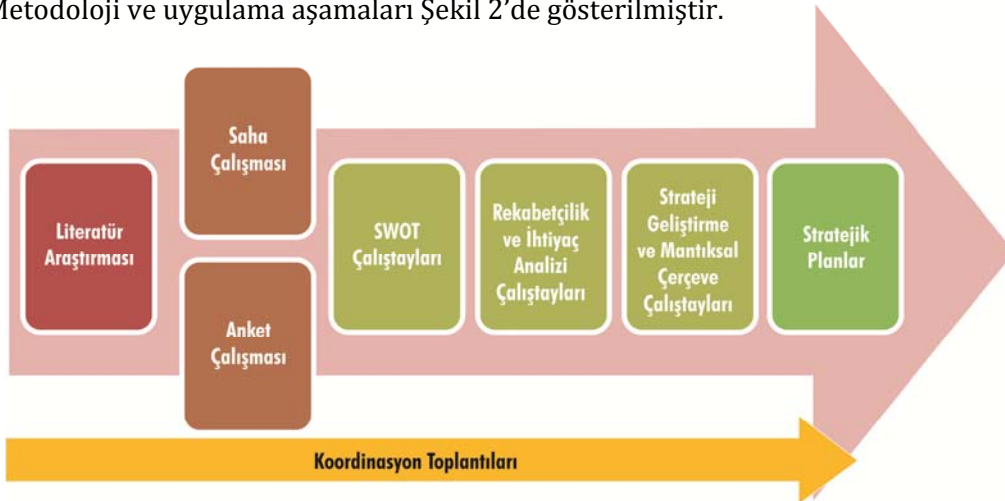 Metodoloji ve uygulama aşamaları Şekil 2’de gösterilmiştir.
Literatür
Araştırması
Saha
Çalışması
Anket
Çalışması
SWOT
Çalıştayları
Rekabetçilik
ve İhtiyaç
Analizi
Çalıştayları
Strateji
Geliştirme
ve Mantıksal
Çerçeve
Çalıştayları
Stratejik
Planlar
Koordinasyon Toplantıları